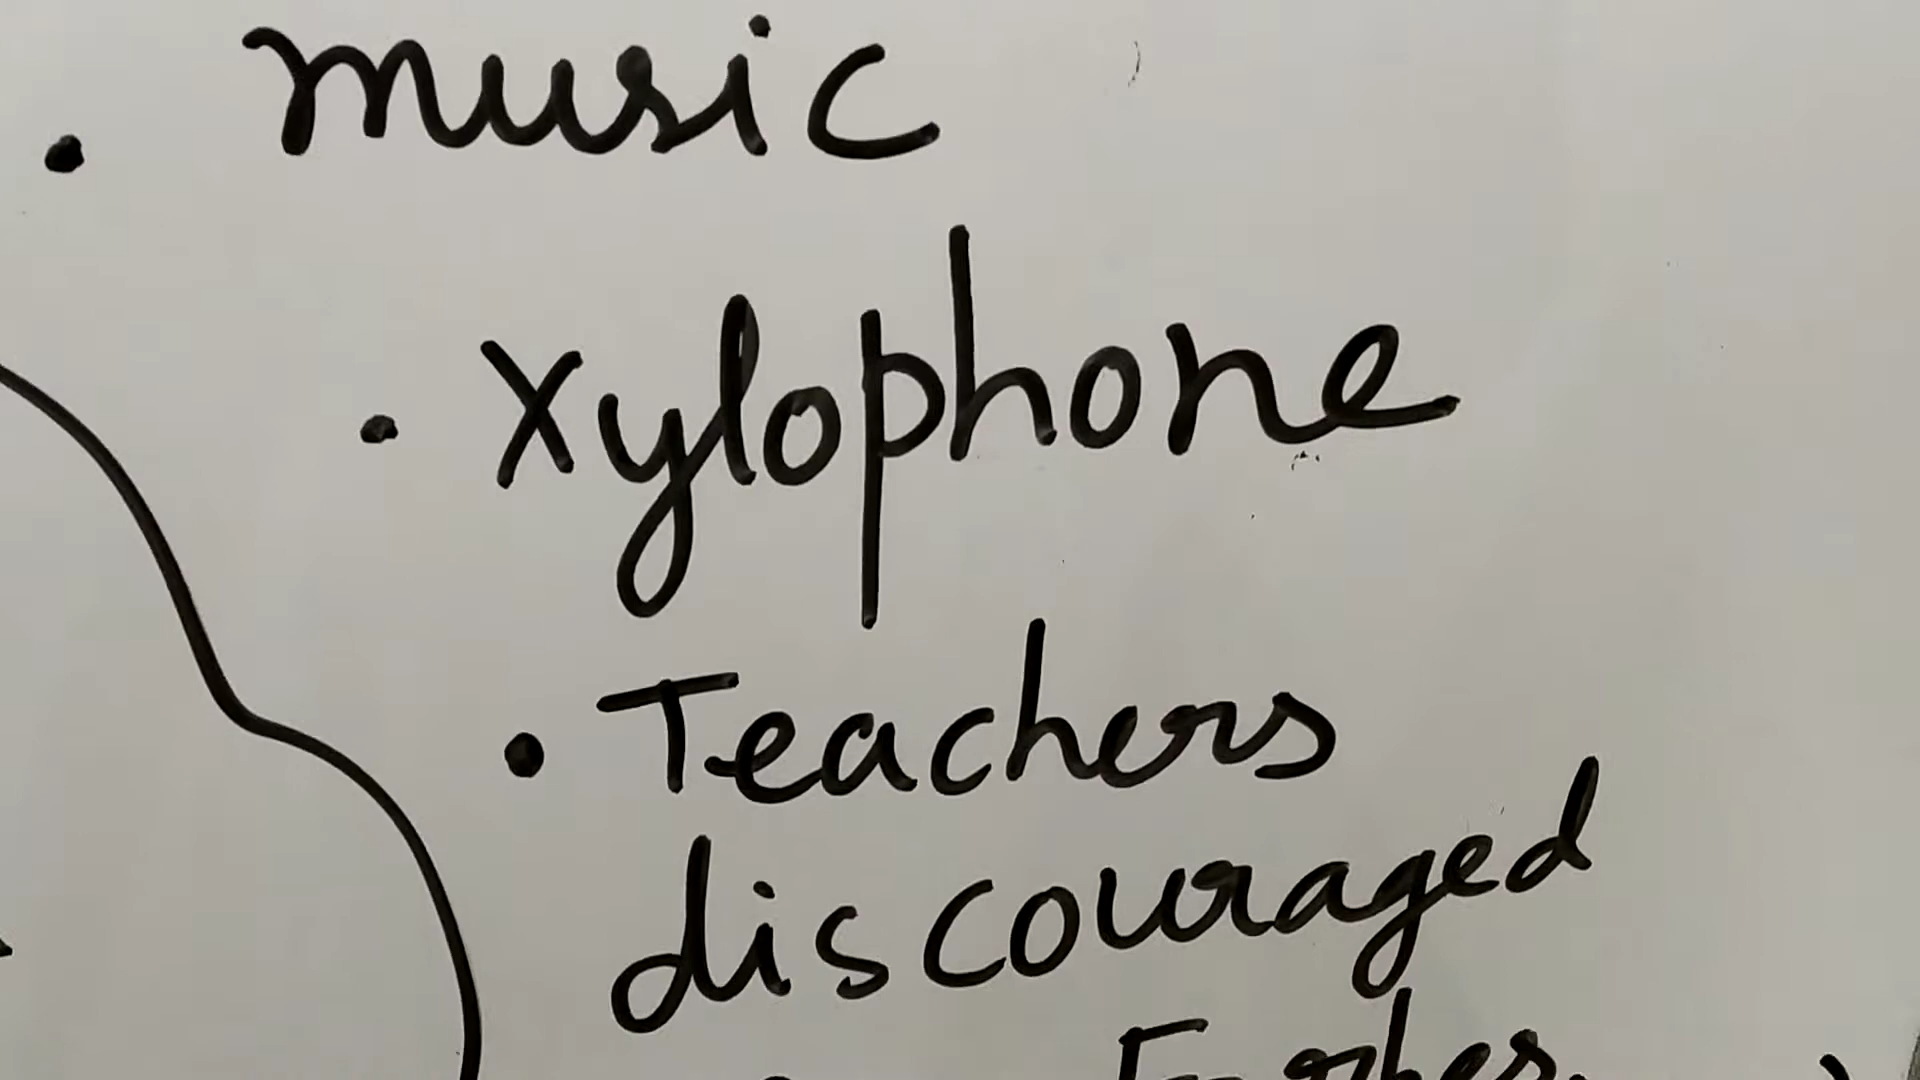 • music
• Xylophone
• Teachers
discouraged